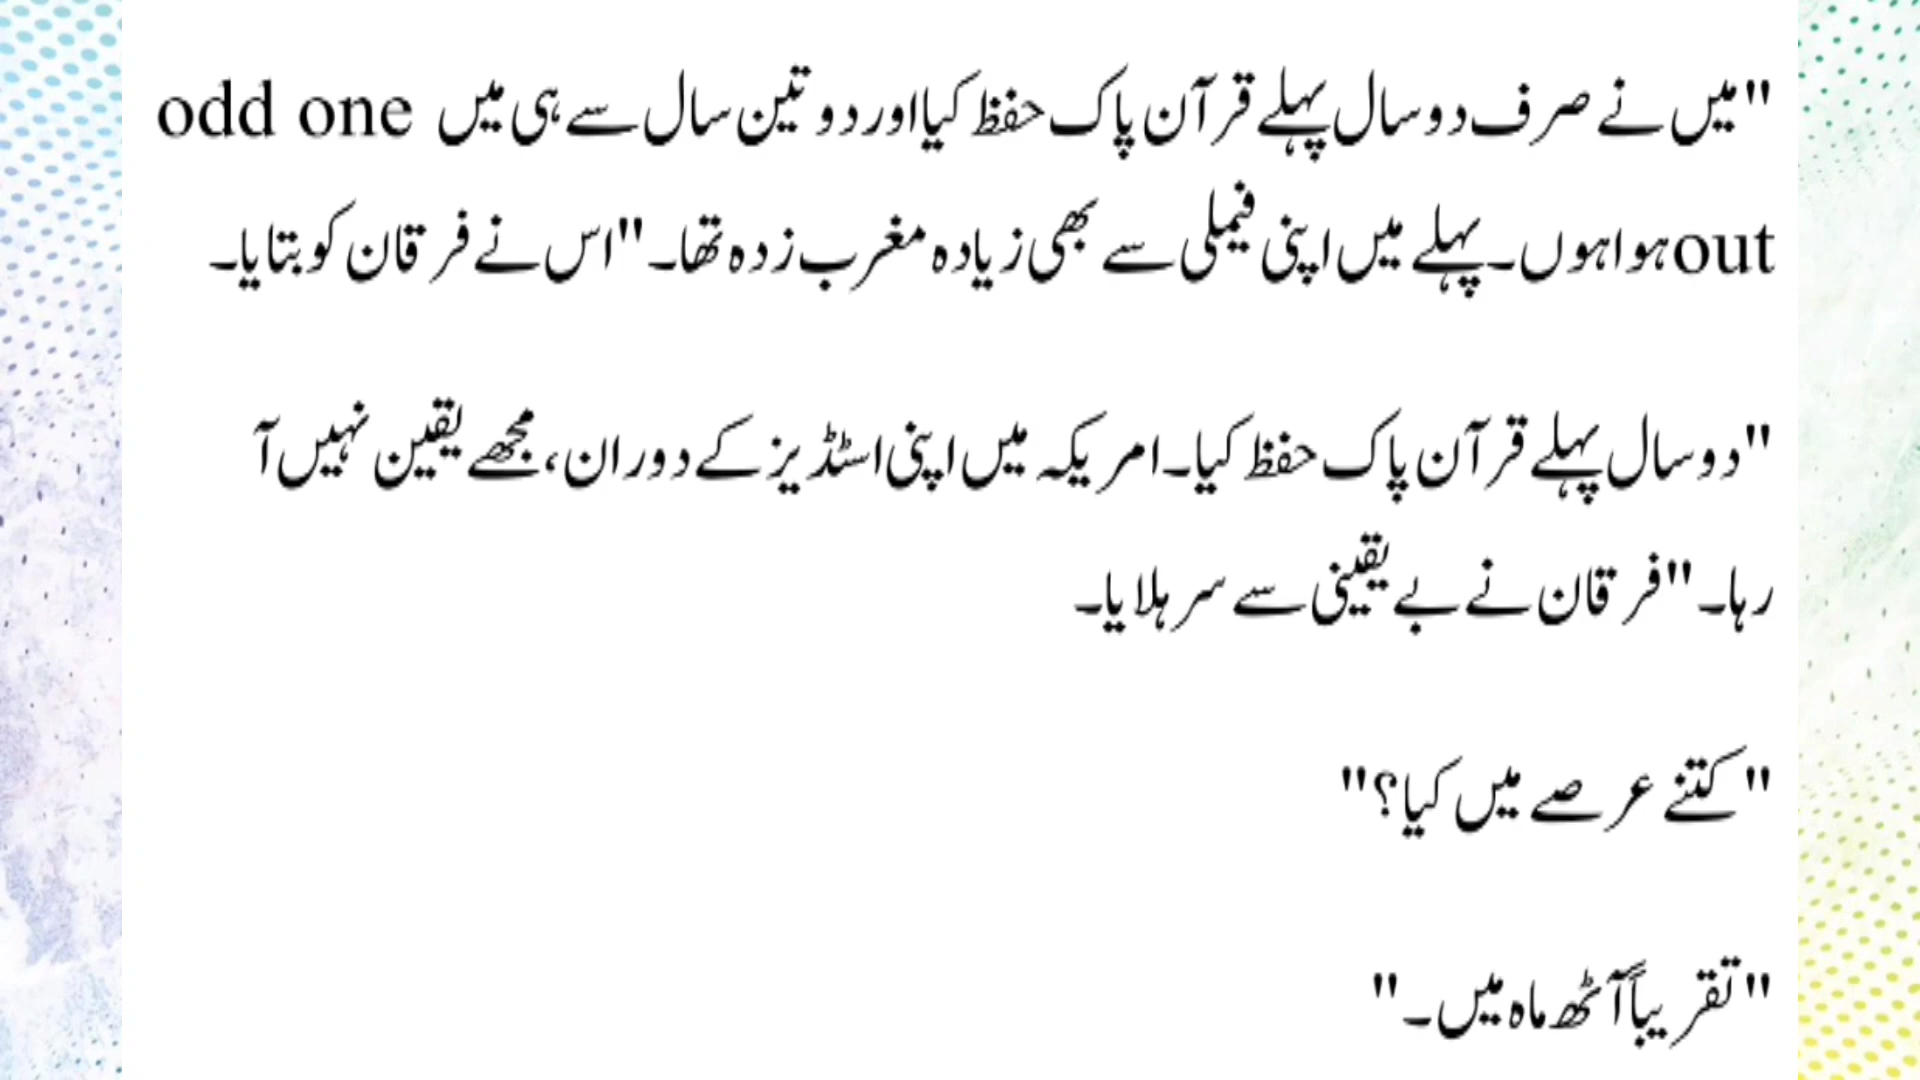 "میں نے صرف دو سال پہلے قرآن پاک حفظ کیا اور دو تین سال سے ہی میں odd one
out ہوا ہوں۔ پہلے میں اپنی فیملی سے بھی زیادہ مغرب زدہ تھا۔" اس نے فرقان کو بتایا۔
"دو سال پہلے قرآن پاک حفظ کیا۔ امریکہ میں اپنی اسٹڈیز کے دوران، مجھے یقین نہیں آ
رہا۔" فرقان نے بے یقینی سے سر ہلایا۔
"کتنے عرصے میں کیا؟"
"تقریباً آٹھ ماہ میں۔"